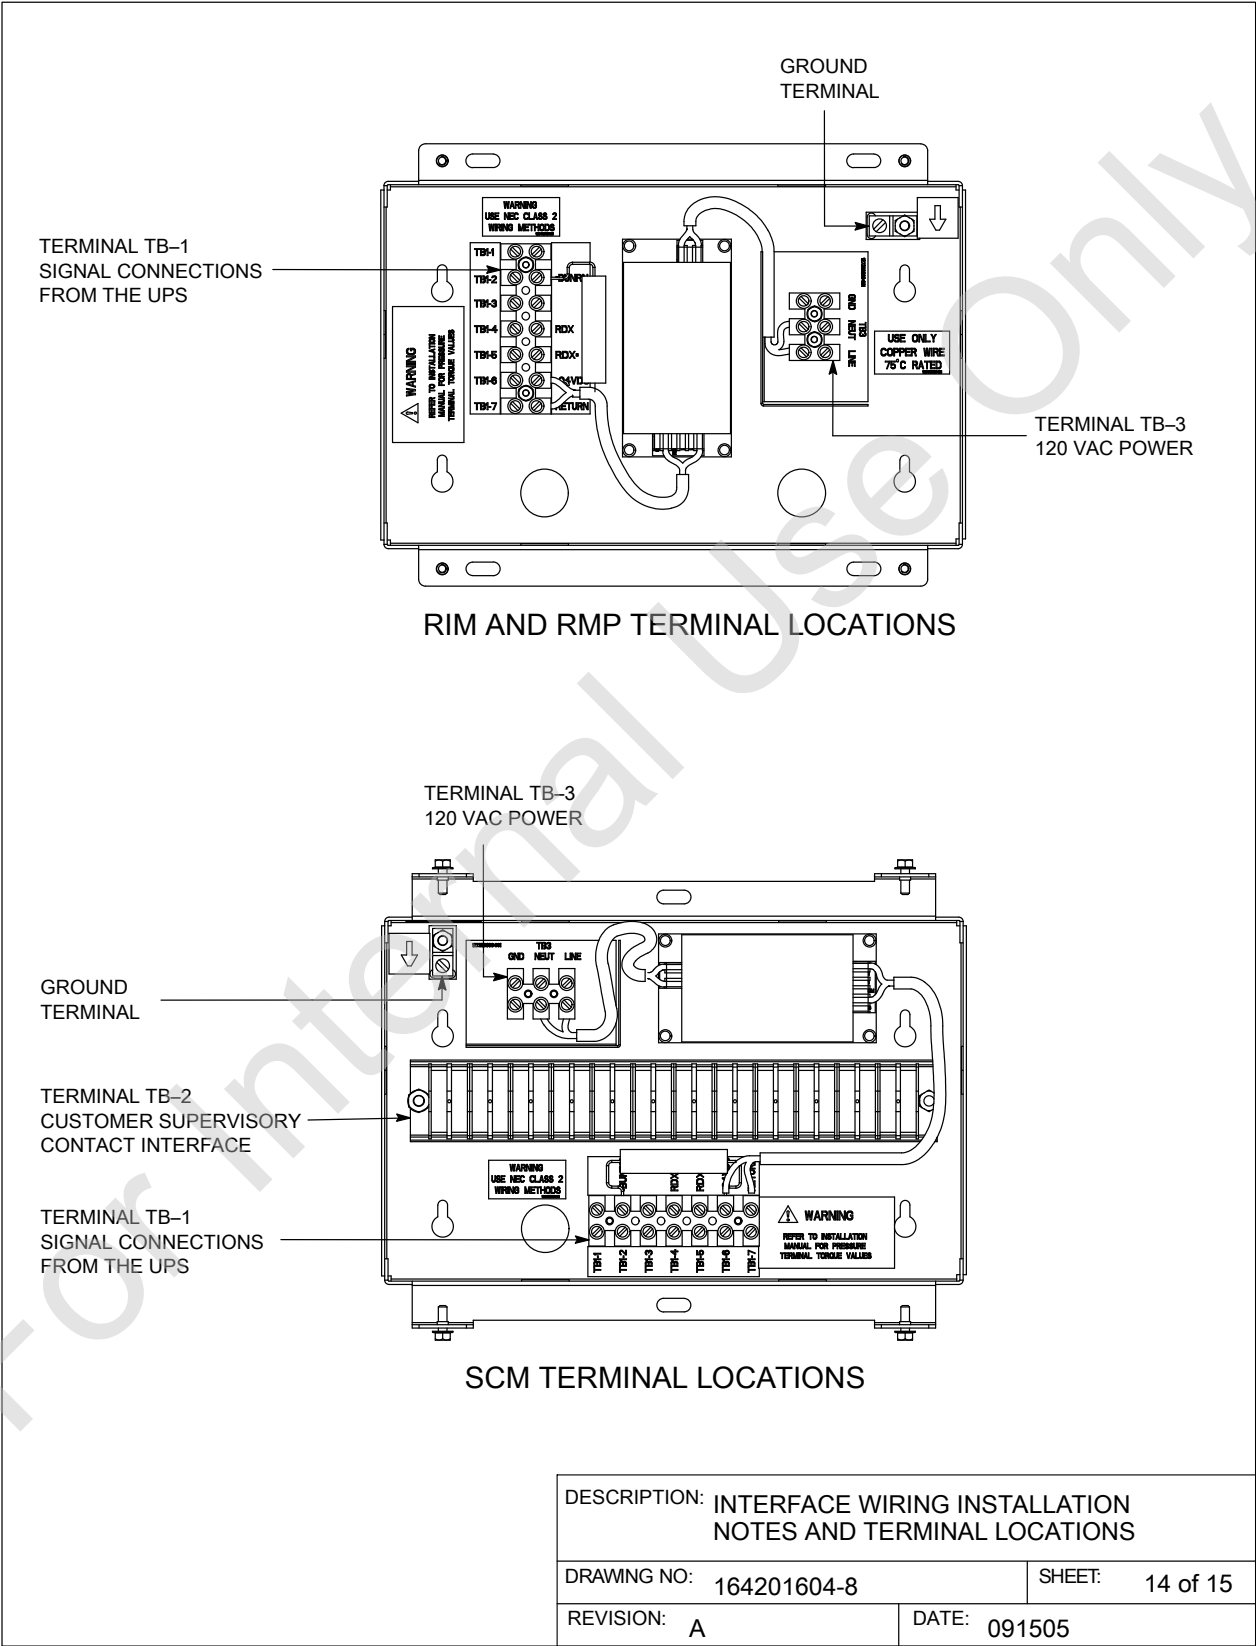 GROUND
TERMINAL
WARNING
USE NEC CLASS 2
WIRING METHODS
TERMINAL TB–1
SIGNAL CONNECTIONS
FROM THE UPS
TB1-1
TB1-2
TB1-3
TB1-4 RDX
TB1-5 RDX*
TB1-6
TB1-7 RETURN
WARNING
REFER TO INSTALLATION
MANUAL FOR PRESSURE
TERMINAL TORQUE VALUES
GND
NEUT
LINE
TB3
USE ONLY
COPPER WIRE
75°C RATED
TERMINAL TB–3
120 VAC POWER
RIM AND RMP TERMINAL LOCATIONS
TERMINAL TB–3
120 VAC POWER
TB3
GND NEUT LINE
GROUND
TERMINAL
TERMINAL TB–2
CUSTOMER SUPERVISORY
CONTACT INTERFACE
WARNING
USE NEC CLASS 2
WIRING METHODS
RDX
RDX
TERMINAL TB–1
SIGNAL CONNECTIONS
FROM THE UPS
TB1-1
TB1-2
TB1-3
TB1-4
TB1-5
TB1-6
TB1-7
WARNING
REFER TO INSTALLATION
MANUAL FOR PRESSURE
TERMINAL TORQUE VALUES
SCM TERMINAL LOCATIONS
For Internal Use Only
DESCRIPTION: INTERFACE WIRING INSTALLATION
NOTES AND TERMINAL LOCATIONS
DRAWING NO: 164201604-8 SHEET: 14 of 15
REVISION: A DATE: 091505